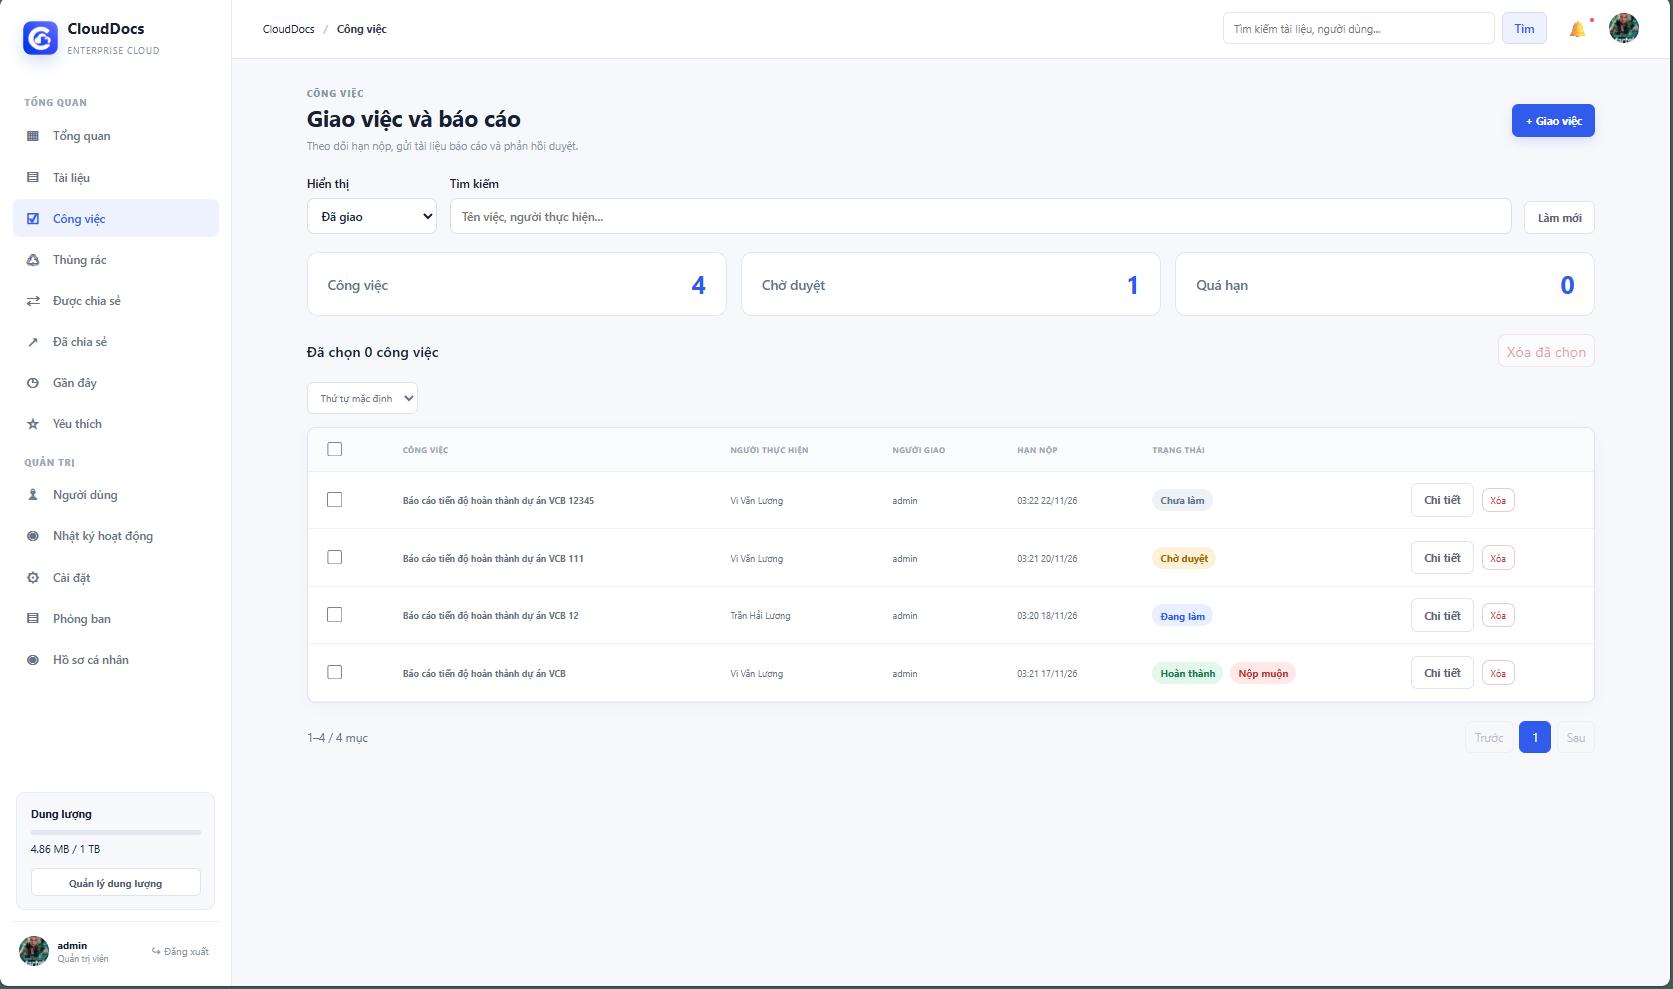 CloudDocs
ENTERPRISE CLOUD
TỔNG QUAN
Tổng quan
Tài liệu
Công việc
Thùng rác
Được chia sẻ
Đã chia sẻ
Gần đây
Yêu thích
QUẢN TRỊ
Người dùng
Nhật ký hoạt động
Cài đặt
Phòng ban
Hồ sơ cá nhân
Dung lượng
4.86 MB / 1 TB
Quản lý dung lượng
admin
Quản trị viên
Đăng xuất
CloudDocs / Công việc
Tìm kiếm tài liệu, người dùng...
Tìm
CÔNG VIỆC
Giao việc và báo cáo
Theo dõi hạn nộp, gửi tài liệu báo cáo và phản hồi duyệt.
+ Giao việc
Hiển thị
Tìm kiếm
Đã giao
Tên việc, người thực hiện...
Làm mới
Công việc 4
Chờ duyệt 1
Quá hạn 0
Đã chọn 0 công việc
Xóa đã chọn
Thứ tự mặc định
CÔNG VIỆC NGƯỜI THỰC HIỆN NGƯỜI GIAO HẠN NỘP TRẠNG THÁI
Báo cáo tiến độ hoàn thành dự án VCB 12345 Vi Văn Lương admin 03:22 22/11/26 Chưa làm Chi tiết Xóa
Báo cáo tiến độ hoàn thành dự án VCB 111 Vi Văn Lương admin 03:21 20/11/26 Chờ duyệt Chi tiết Xóa
Báo cáo tiến độ hoàn thành dự án VCB 12 Trần Hải Lương admin 03:20 18/11/26 Đang làm Chi tiết Xóa
Báo cáo tiến độ hoàn thành dự án VCB Vi Văn Lương admin 03:21 17/11/26 Hoàn thành Nộp muộn Chi tiết Xóa
1–4 / 4 mục
Trước 1 Sau